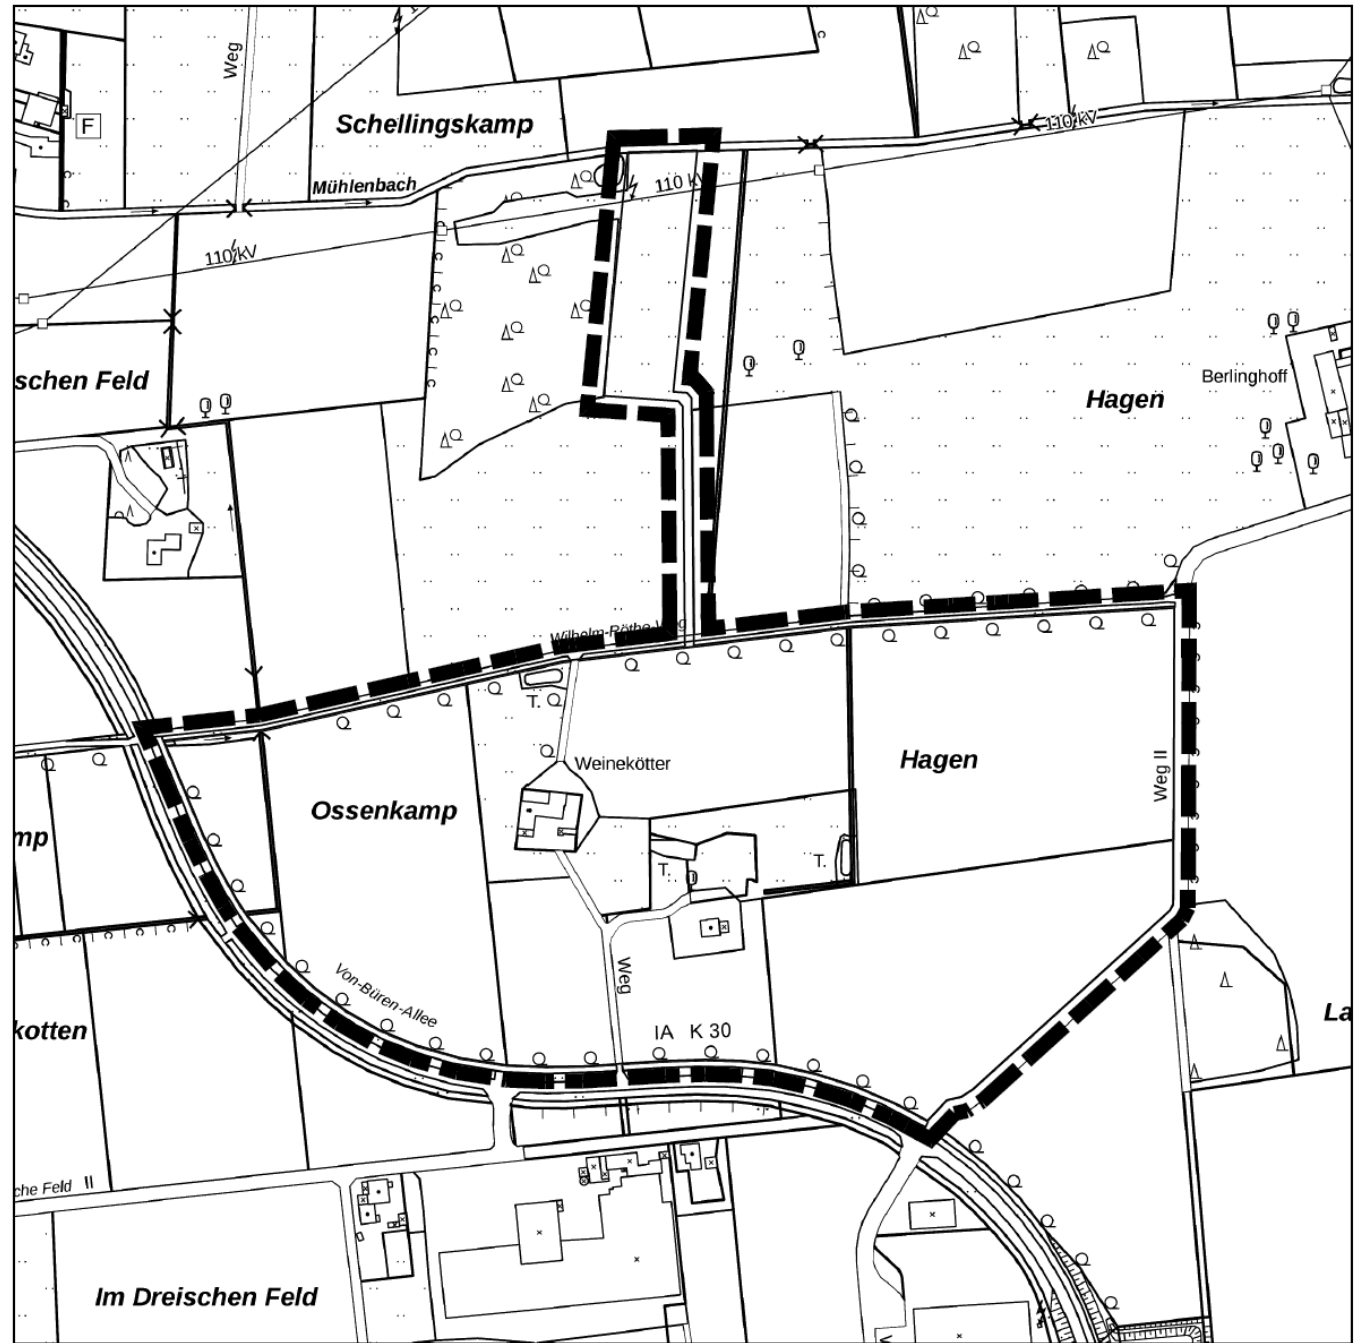 Weg
F
Schellingskamp
110 kV
Mühlenbach
110 kV
110 kV
schen Feld
Berlinghoff
Hagen
Wilhelm-Röthe-Weg
T.
Weinekötter
Hagen
Weg II
Ossenkamp
mp
T.
T.
Von-Büren-Allee
Weg
kotten
IA K 30
La
che Feld II
Im Dreischen Feld